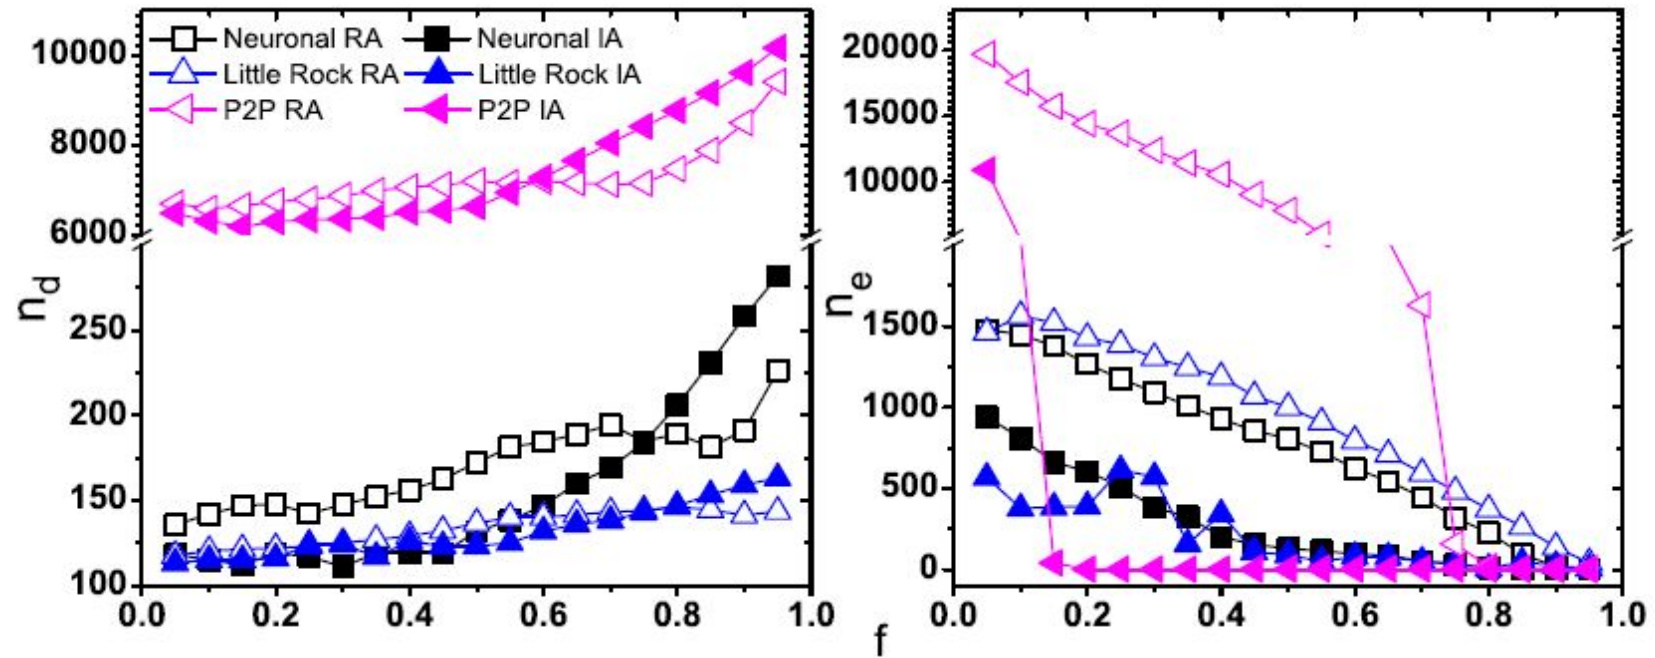 Neuronal RA Neuronal IA
Little Rock RA Little Rock IA
P2P RA P2P IA
10000
8000
6000
250
200
150
100
n_d
0.0 0.2 0.4 0.6 0.8 1.0
20000
15000
10000
1500
1000
500
0
n_e
0.0 0.2 0.4 0.6 0.8 1.0
f